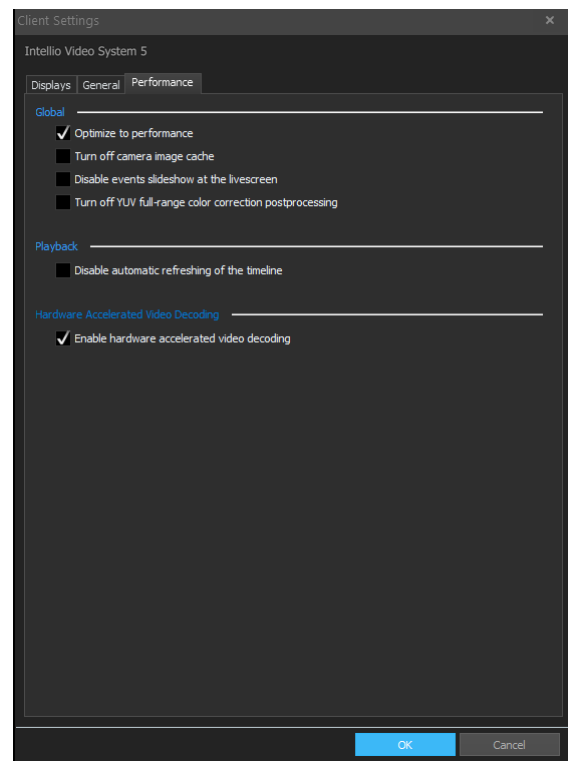 Client Settings
Intellio Video System 5
Displays General Performance
Global
Optimize to performance
Turn off camera image cache
Disable events slideshow at the livescreen
Turn off YUV full-range color correction postprocessing
Playback
Disable automatic refreshing of the timeline
Hardware Accelerated Video Decoding
Enable hardware accelerated video decoding
OK Cancel